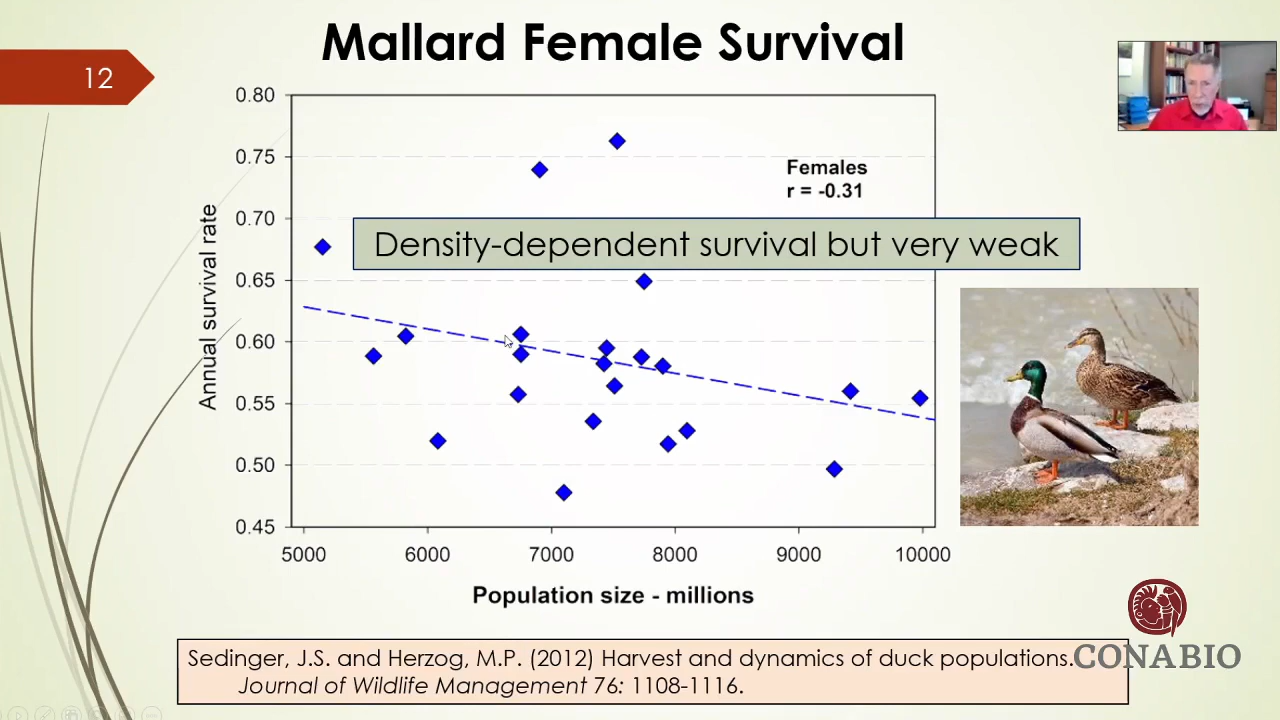 Mallard Female Survival
12
0.80
0.75
0.70
0.65
0.60
0.55
0.50
0.45
Annual survival rate
Females
r = -0.31
Density-dependent survival but very weak
5000 6000 7000 8000 9000 10000
Population size - millions
Sedinger, J.S. and Herzog, M.P. (2012) Harvest and dynamics of duck populations.
Journal of Wildlife Management 76: 1108-1116.
CONABIO